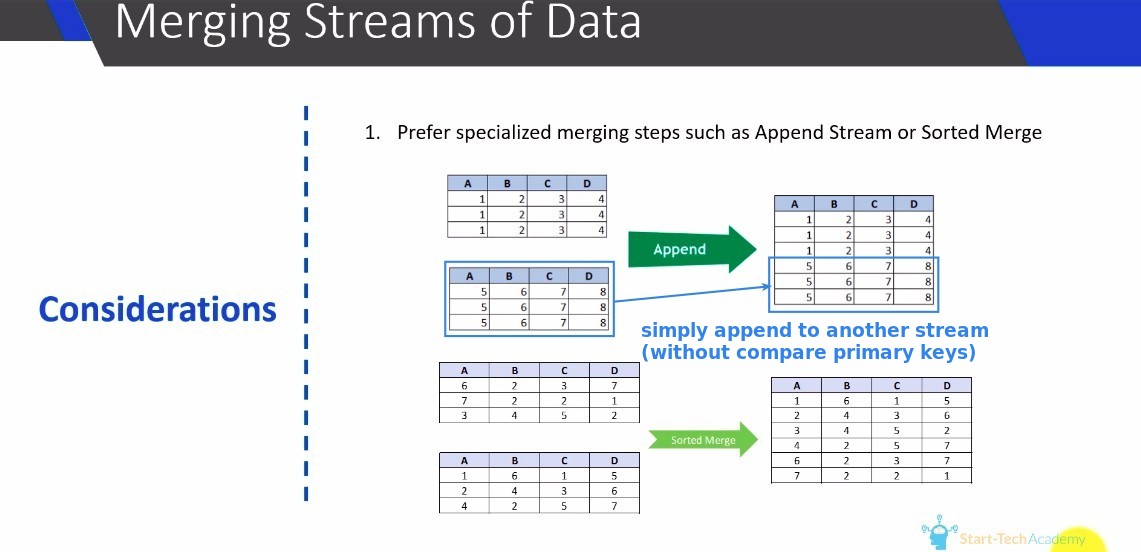 Merging Streams of Data
Considerations
1. Prefer specialized merging steps such as Append Stream or Sorted Merge
A B C D
1 2 3 4
1 2 3 4
1 2 3 4
A B C D
5 6 7 8
5 6 7 8
5 6 7 8
Append
A B C D
1 2 3 4
1 2 3 4
1 2 3 4
5 6 7 8
5 6 7 8
5 6 7 8
simply append to another stream
(without compare primary keys)
A B C D
6 2 3 7
7 2 2 1
3 4 5 2
A B C D
1 6 1 5
2 4 3 6
4 2 5 7
Sorted Merge
A B C D
1 6 1 5
2 4 3 6
3 4 5 2
4 2 5 7
6 2 3 7
7 2 2 1
Start-Tech Academy